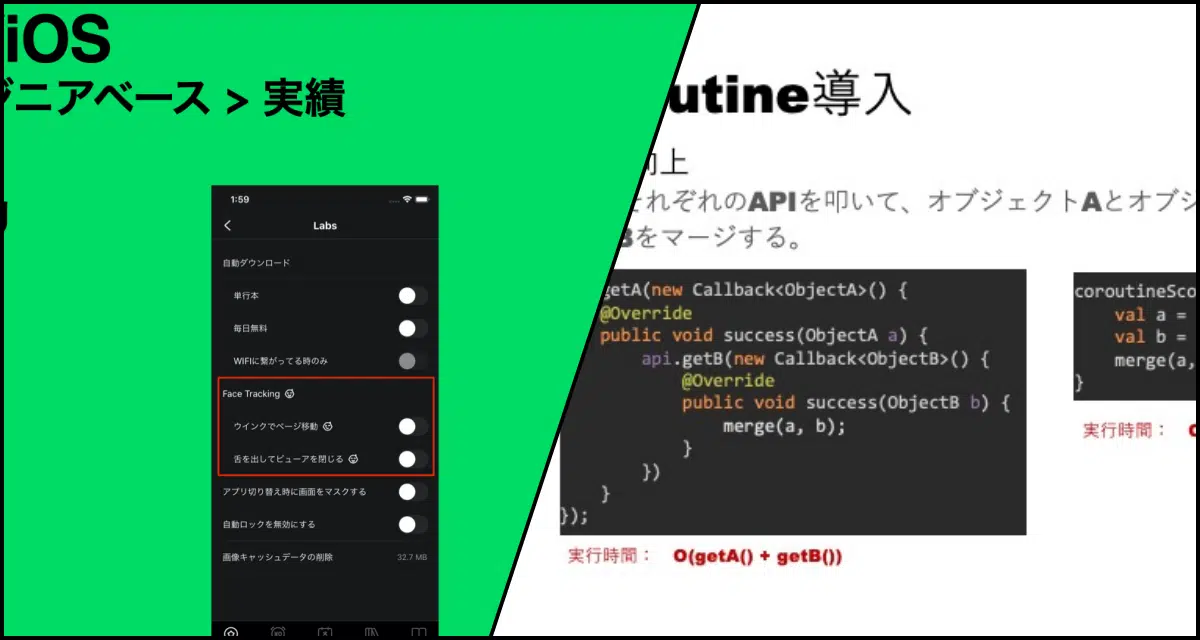 iOS
ジニアベース > 実績
1:59
Labs
自動ダウンロード
単行本
毎日無料
WIFIに繋がってる時のみ
Face Tracking
ウインクでページ移動
舌を出してビューアを閉じる
アプリ切り替え時に画面をマスクする
自動ロックを無効にする
画像キャッシュデータの削除 32.7 MB
utine導入
向上
それぞれのAPIを叩いて、オブジェクトAとオブジ
Bをマージする。
getA(new Callback<ObjectA>() {
@Override
public void success(ObjectA a) {
api.getB(new Callback<ObjectB>() {
@Override
public void success(ObjectB b) {
merge(a, b);
}
})
}
});
実行時間： O(getA() + getB())
coroutineSco
val a =
val b =
merge(a,
}
実行時間：